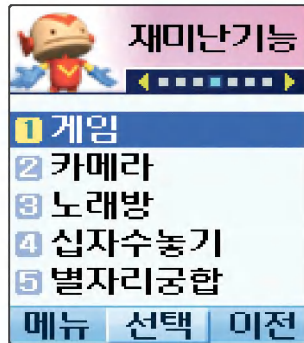 재미난기능
1 게임
2 카메라
3 노래방
4 십자수놓기
5 별자리궁합
메뉴 선택 이전